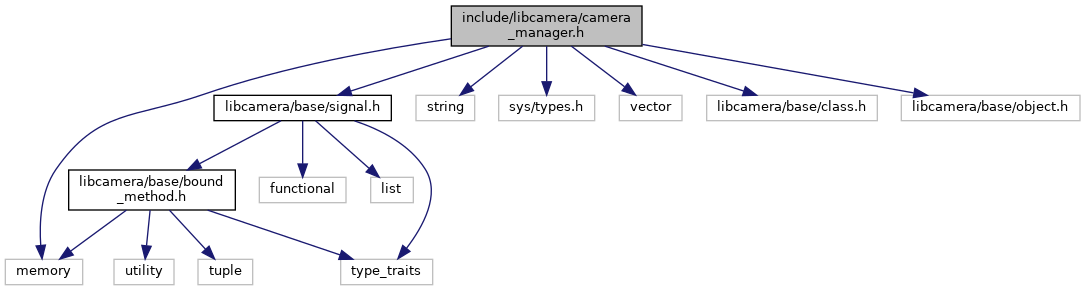 include/libcamera/camera
_manager.h
libcamera/base/signal.h
string
sys/types.h
vector
libcamera/base/class.h
libcamera/base/object.h
libcamera/base/bound
_method.h
functional
list
memory
utility
tuple
type_traits